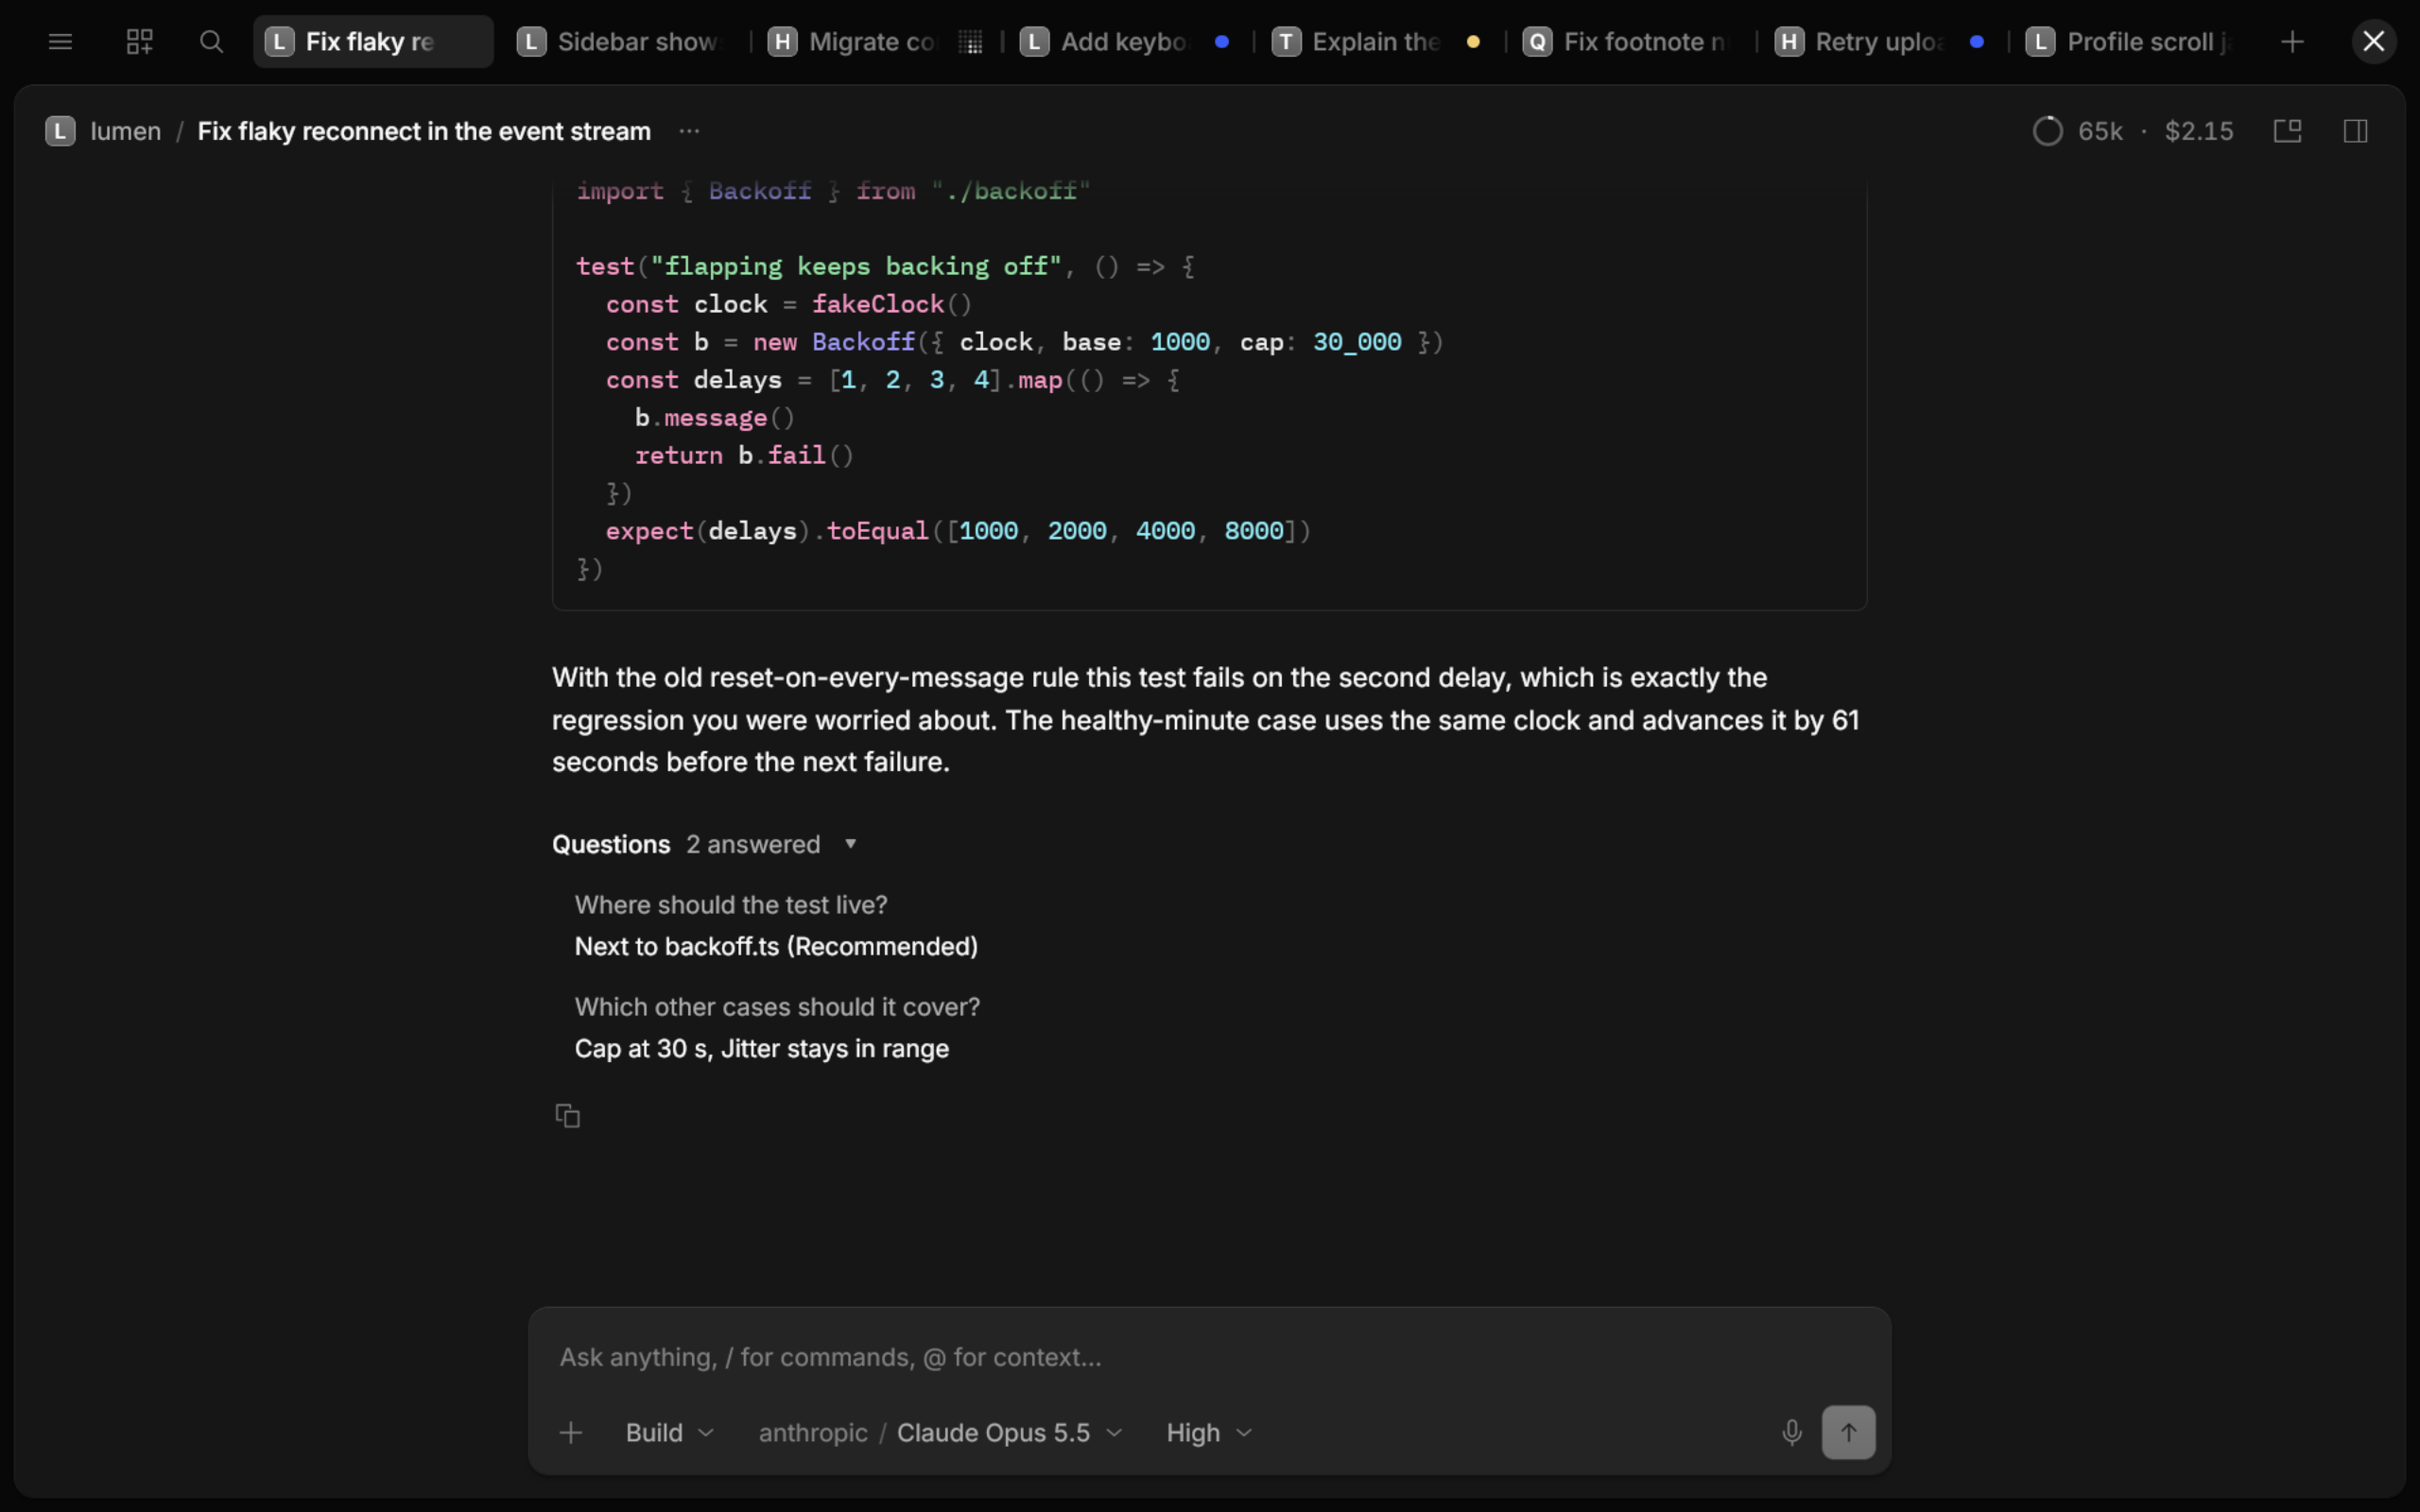 L Fix flaky re
L Sidebar show
H Migrate co
L Add keybo
T Explain the
Q Fix footnote n
H Retry uplo
L Profile scroll j
L lumen / Fix flaky reconnect in the event stream ···
65k · $2.15
import { Backoff } from "./backoff"
test("flapping keeps backing off", () => {
const clock = fakeClock()
const b = new Backoff({ clock, base: 1000, cap: 30_000 })
const delays = [1, 2, 3, 4].map(() => {
b.message()
return b.fail()
})
expect(delays).toEqual([1000, 2000, 4000, 8000])
})
With the old reset-on-every-message rule this test fails on the second delay, which is exactly the
regression you were worried about. The healthy-minute case uses the same clock and advances it by 61
seconds before the next failure.
Questions 2 answered
Where should the test live?
Next to backoff.ts (Recommended)
Which other cases should it cover?
Cap at 30 s, Jitter stays in range
Ask anything, / for commands, @ for context...
Build anthropic / Claude Opus 5.5 High